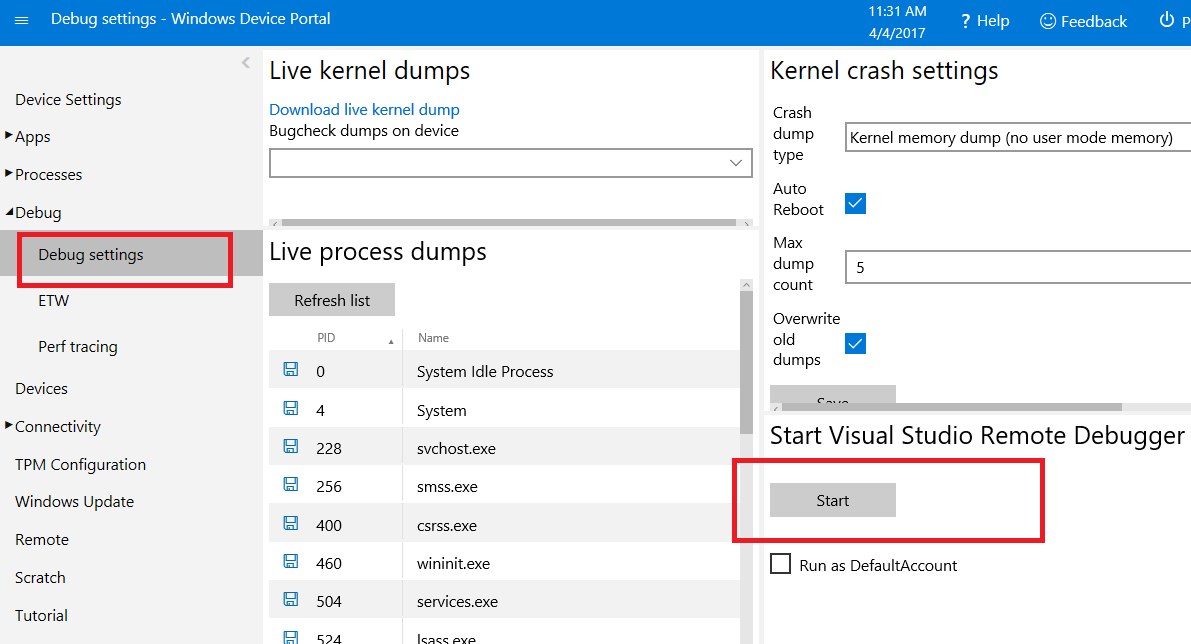 Debug settings - Windows Device Portal
11:31 AM
4/4/2017
? Help
Feedback
P
Device Settings
Apps
Processes
Debug
Debug settings
ETW
Perf tracing
Devices
Connectivity
TPM Configuration
Windows Update
Remote
Scratch
Tutorial
Live kernel dumps
Download live kernel dump
Bugcheck dumps on device
Live process dumps
Refresh list
PID Name
0 System Idle Process
4 System
228 svchost.exe
256 smss.exe
400 csrss.exe
460 wininit.exe
504 services.exe
524 lsass.exe
Kernel crash settings
Crash
dump
type
Kernel memory dump (no user mode memory)
Auto
Reboot
Max
dump
count
5
Overwrite
old
dumps
Save
Start Visual Studio Remote Debugger
Start
Run as DefaultAccount